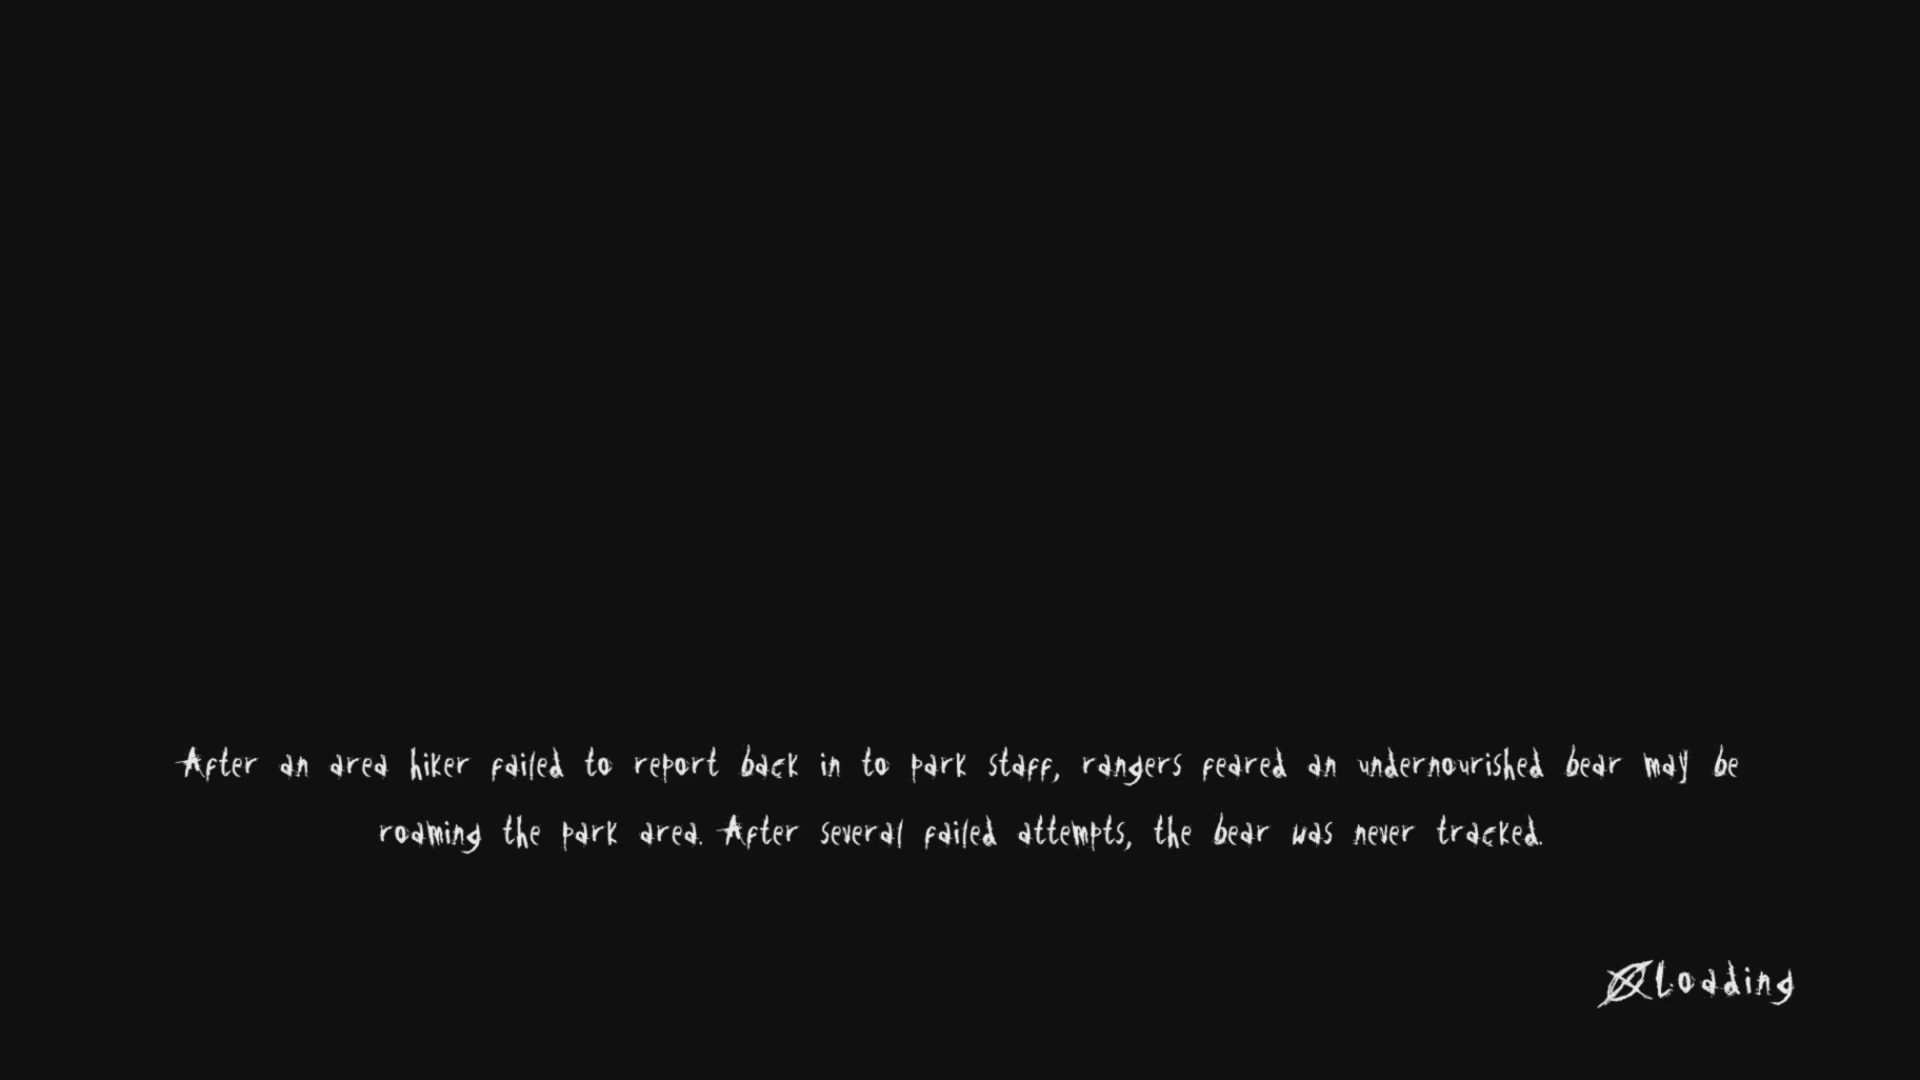 After an area hiker failed to report back in to park staff, rangers feared an undernourished bear may be
roaming the park area. After several failed attempts, the bear was never tracked.
Loading